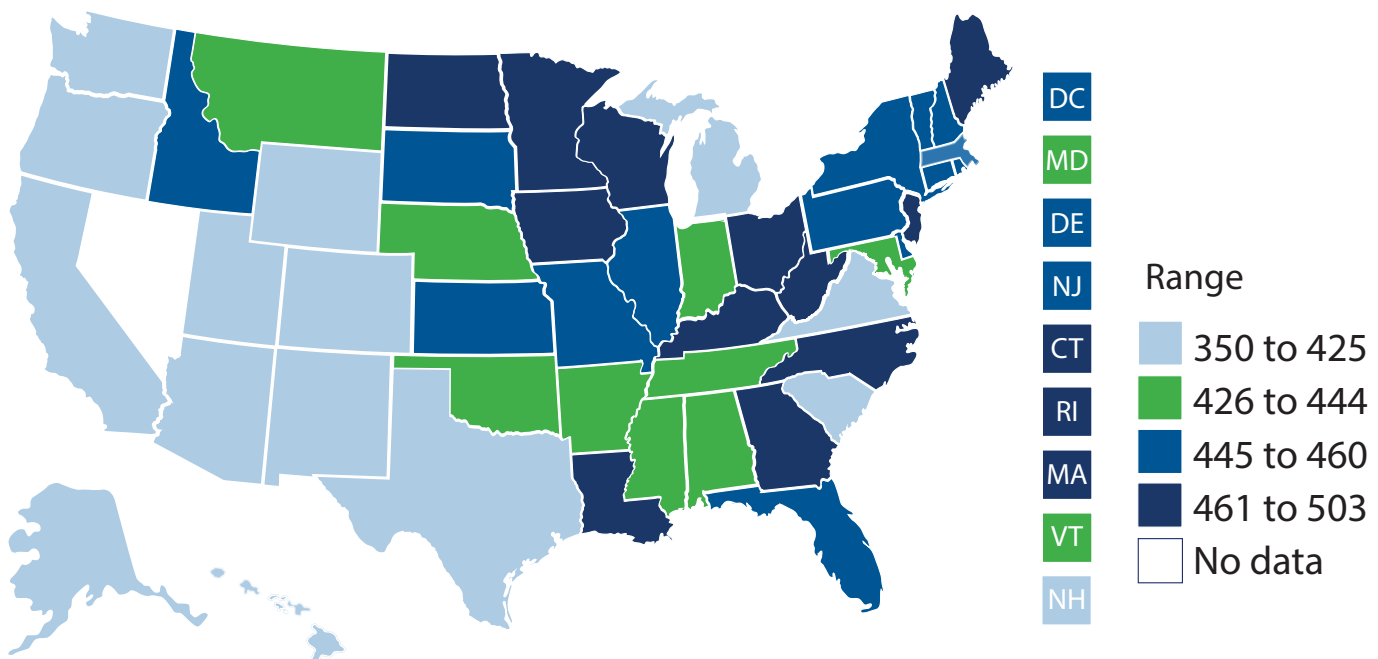 DC
MD
DE
NJ
CT
RI
MA
VT
NH
Range
350 to 425
426 to 444
445 to 460
461 to 503
No data